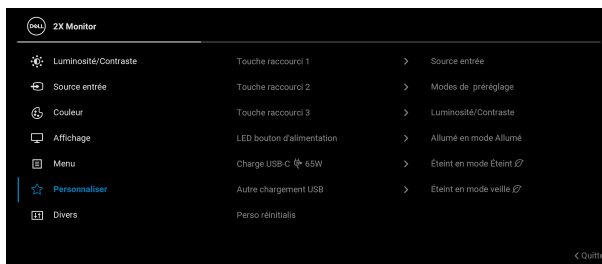 DELL 2X Monitor
Luminosité/Contraste Touche raccourci 1 > Source entrée
Source entrée Touche raccourci 2 > Modes de préréglage
Couleur Touche raccourci 3 > Luminosité/Contraste
Affichage LED bouton d'alimentation > Allumé en mode Allumé
Menu Charge USB-C 65W > Éteint en mode Éteint
Personnaliser Autre chargement USB > Éteint en mode veille
Divers Perso réinitialis
< Quitte